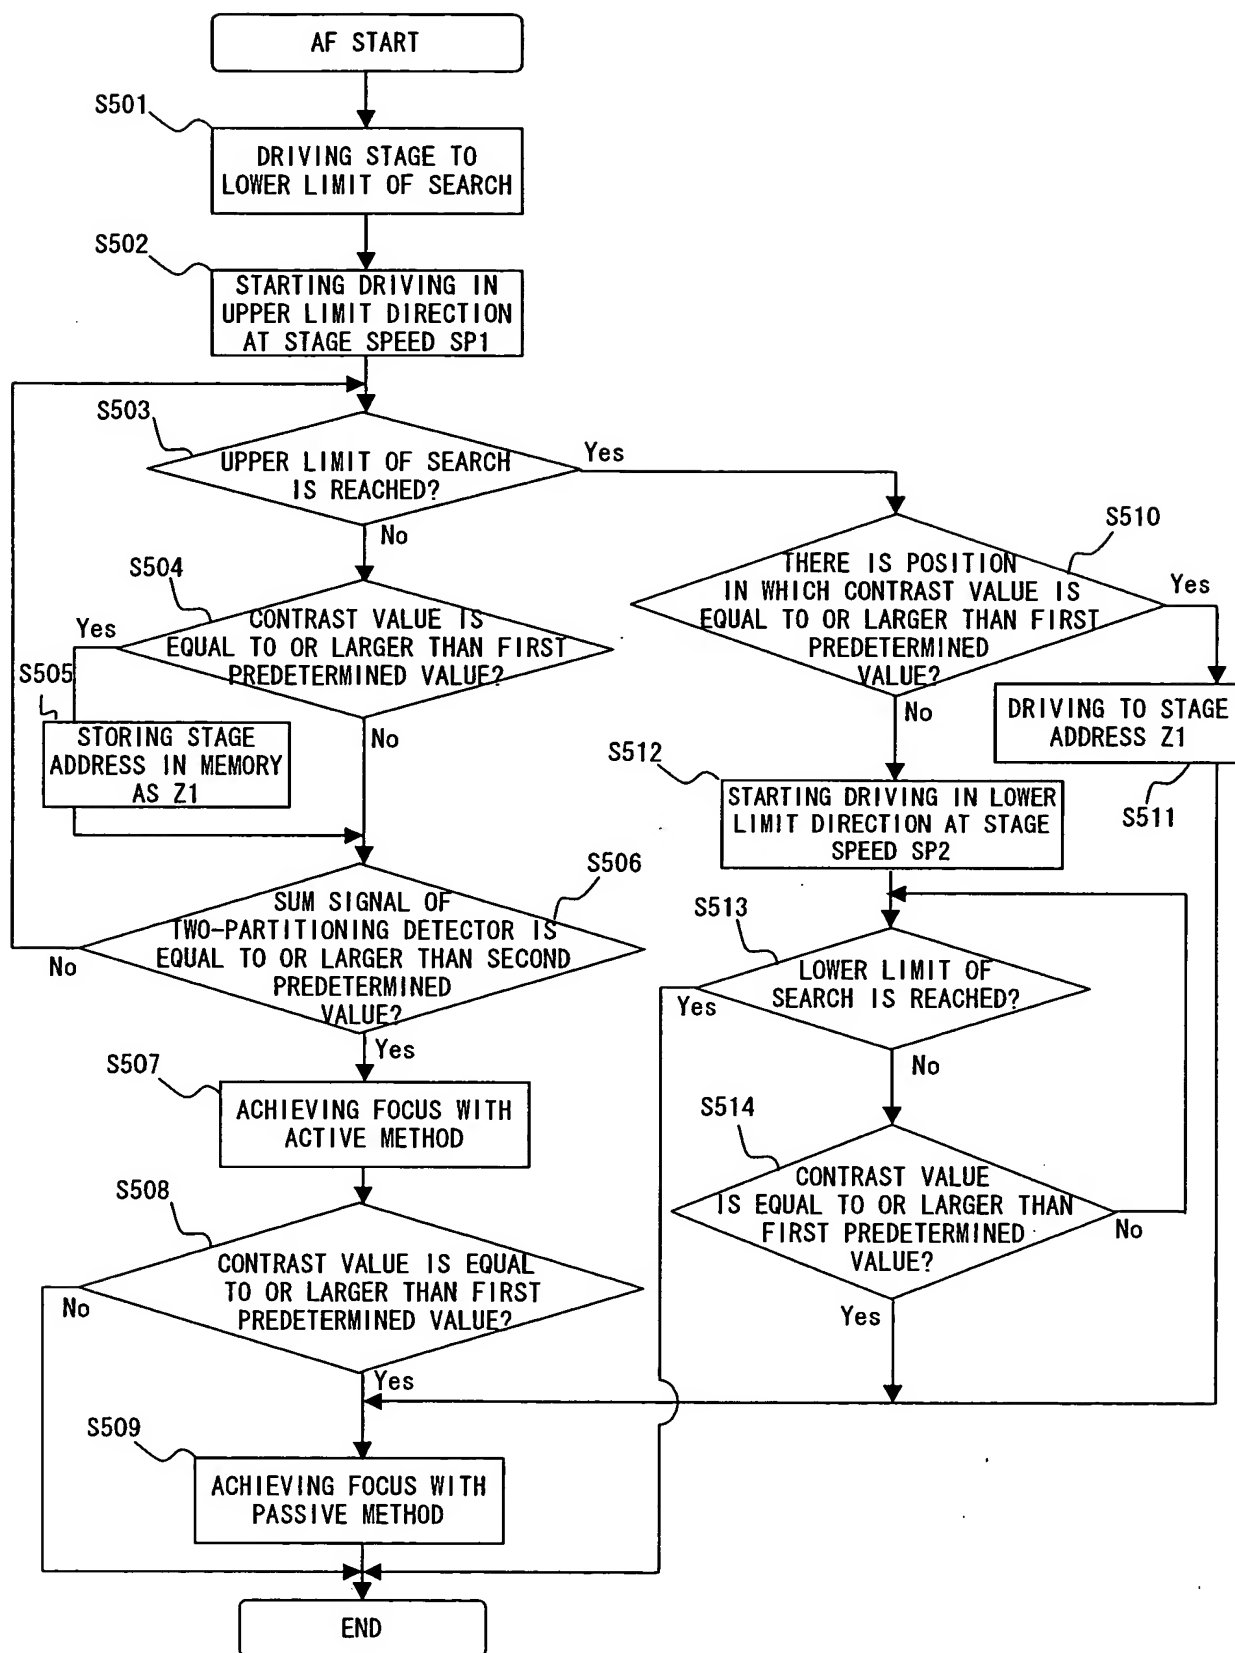 AF START
S501
DRIVING STAGE TO
LOWER LIMIT OF SEARCH
S502
STARTING DRIVING IN
UPPER LIMIT DIRECTION
AT STAGE SPEED SP1
S503
UPPER LIMIT OF SEARCH
IS REACHED?
Yes
No
S504
CONTRAST VALUE IS
EQUAL TO OR LARGER THAN FIRST
PREDETERMINED VALUE?
Yes
No
S505
STORING STAGE
ADDRESS IN MEMORY
AS Z1
S506
SUM SIGNAL OF
TWO-PARTITIONING DETECTOR IS
EQUAL TO OR LARGER THAN SECOND
PREDETERMINED
VALUE?
No
Yes
S507
ACHIEVING FOCUS WITH
ACTIVE METHOD
S508
CONTRAST VALUE IS EQUAL
TO OR LARGER THAN FIRST
PREDETERMINED VALUE?
No
Yes
S509
ACHIEVING FOCUS WITH
PASSIVE METHOD
END
S510
THERE IS POSITION
IN WHICH CONTRAST VALUE IS
EQUAL TO OR LARGER THAN FIRST
PREDETERMINED
VALUE?
Yes
No
DRIVING TO STAGE
ADDRESS Z1
S511
S512
STARTING DRIVING IN LOWER
LIMIT DIRECTION AT STAGE
SPEED SP2
S513
LOWER LIMIT OF
SEARCH IS REACHED?
Yes
No
S514
CONTRAST VALUE
IS EQUAL TO OR LARGER THAN
FIRST PREDETERMINED
VALUE?
No
Yes